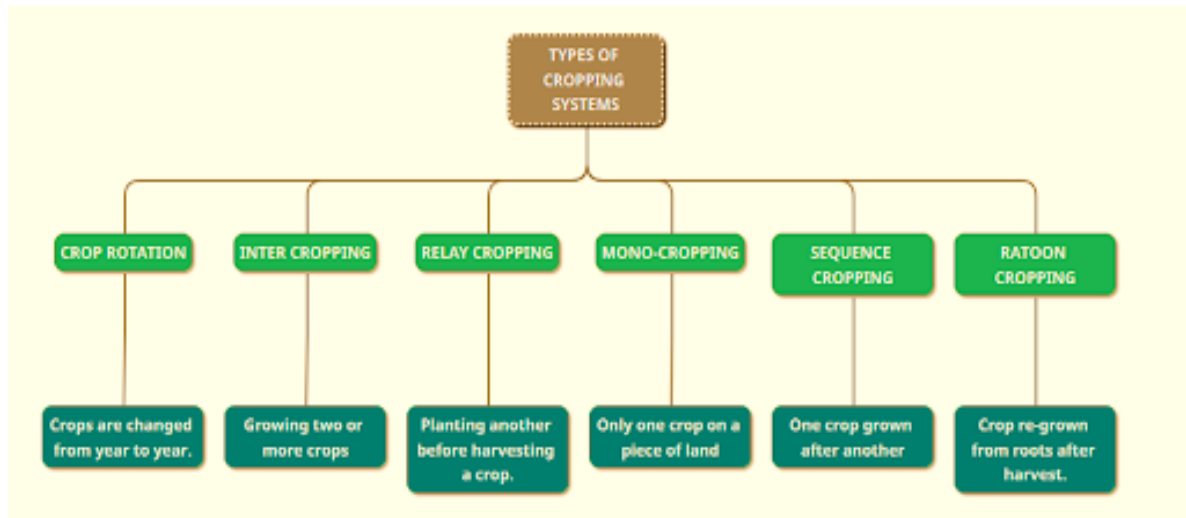 TYPES OF
CROPPING
SYSTEMS
CROP ROTATION
INTER CROPPING
RELAY CROPPING
MONO-CROPPING
SEQUENCE
CROPPING
RATOON
CROPPING
Crops are changed
from year to year.
Growing two or
more crops
Planting another
before harvesting
a crop.
Only one crop on a
piece of land
One crop grown
after another
Crop re-grown
from roots after
harvest.